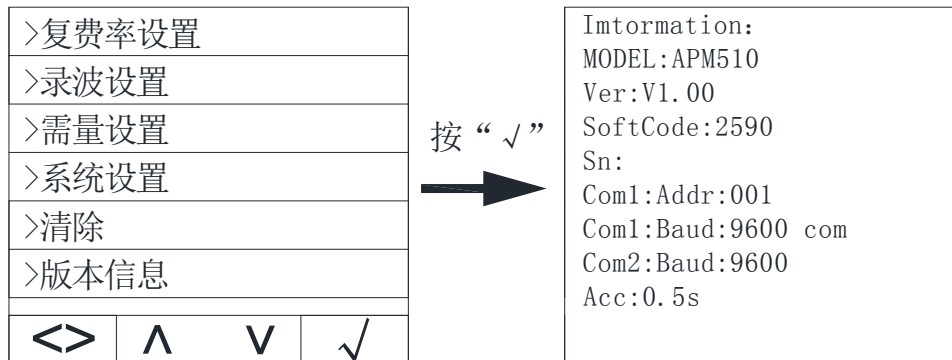 >复费率设置
>录波设置
>需量设置
>系统设置
>清除
>版本信息
<> ∧ ∨ √
按“√”
Imtormation:
MODEL:APM510
Ver:V1.00
SoftCode:2590
Sn:
Com1:Addr:001
Com1:Baud:9600 com
Com2:Baud:9600
Acc:0.5s